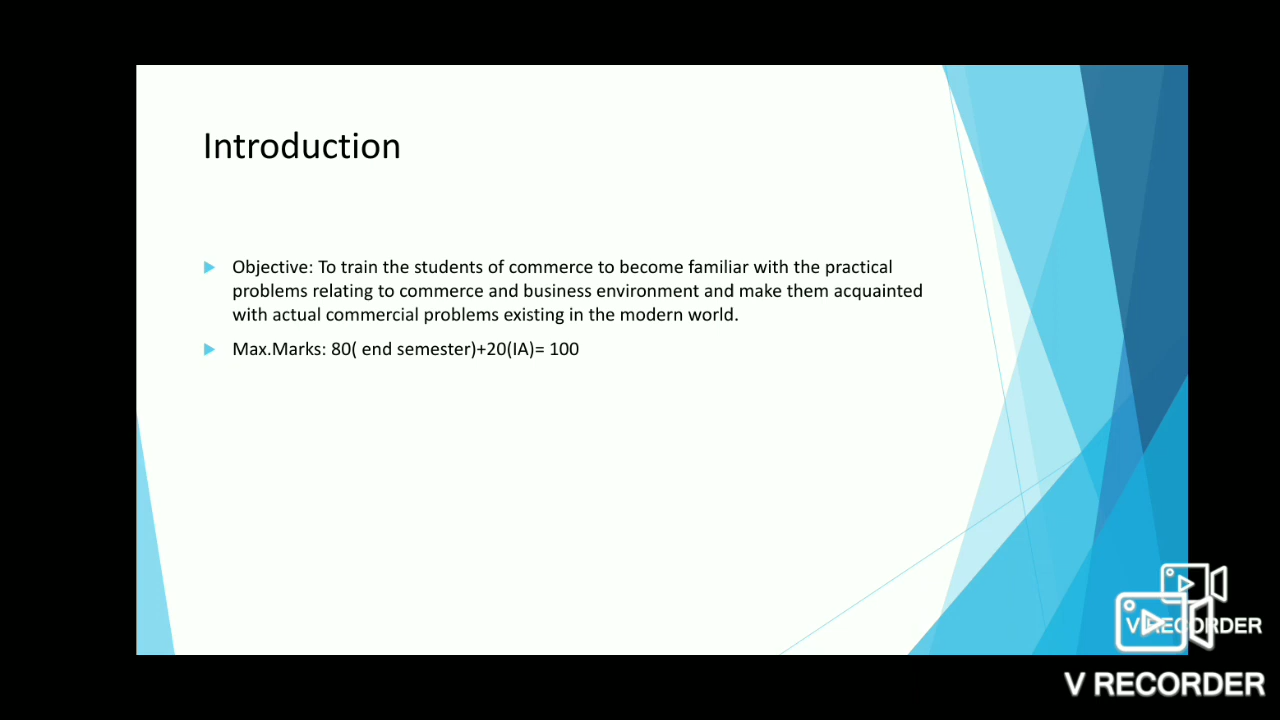 Introduction
Objective: To train the students of commerce to become familiar with the practical
problems relating to commerce and business environment and make them acquainted
with actual commercial problems existing in the modern world.
Max.Marks: 80( end semester)+20(IA)= 100
V RECORDER
V RECORDER